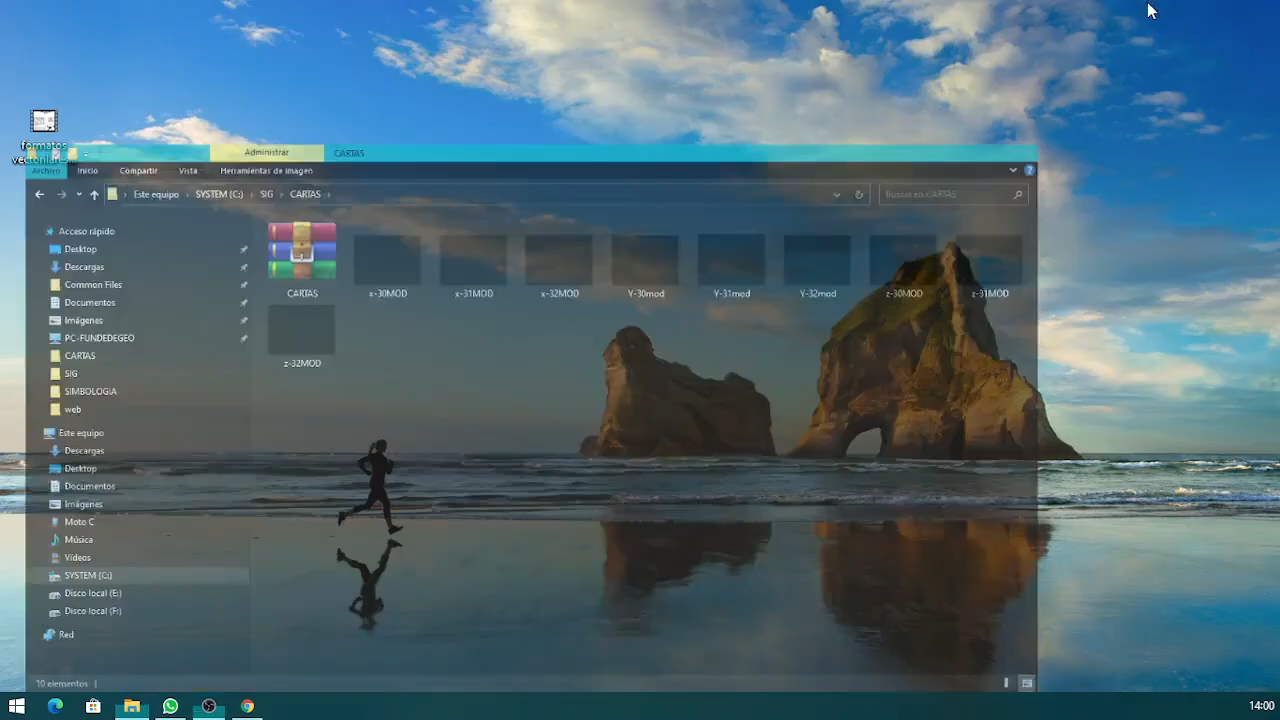 formatos
Administrar
CARTAS
Archivo
Inicio
Compartir
Vista
Herramientas de imagen
Este equipo
SYSTEM (C:)
SIG
CARTAS
Buscar en CARTAS
Acceso rápido
Desktop
Descargas
Common Files
Documentos
Imágenes
PC-FUNDEDEGEO
CARTAS
SIG
SIMBOLOGIA
web
Este equipo
Descargas
Desktop
Documentos
Imágenes
Moto C
Música
Vídeos
SYSTEM (C:)
Disco local (E:)
Disco local (F:)
Red
CARTAS
x-30MOD
x-31MOD
x-32MOD
Y-30mod
Y-31mod
Y-32mod
z-30MOD
z-31MOD
z-32MOD
10 elementos
14:00